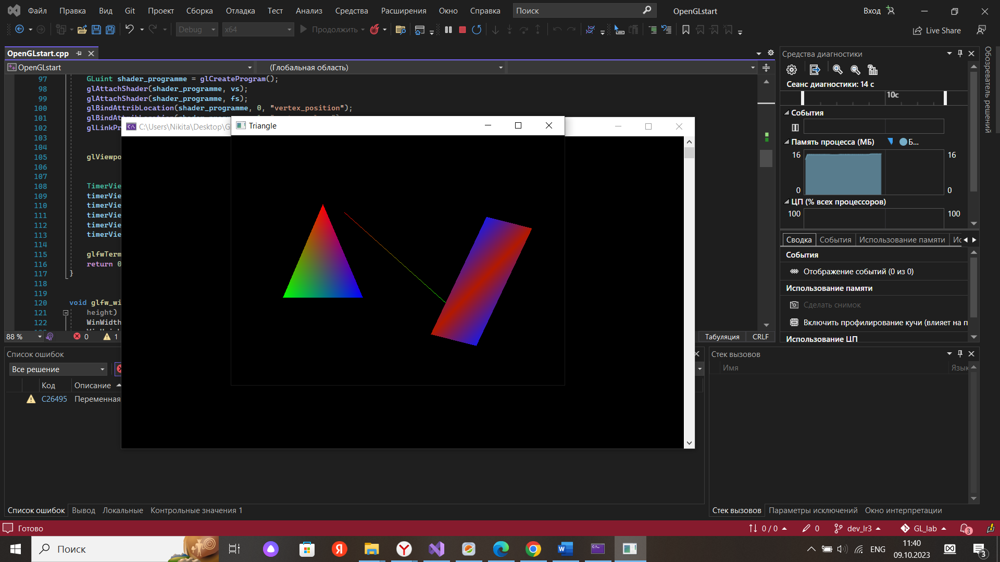 Файл Правка Вид Git Проект Сборка Отладка Тест Анализ Средства Расширения Окно Справка Поиск OpenGLstart Вход
Debug x64 Продолжить Live Share
OpenGLstart.cpp
OpenGLstart (Глобальная область)
97 GLuint shader_programme = glCreateProgram();
98 glAttachShader(shader_programme, vs);
99 glAttachShader(shader_programme, fs);
100 glBindAttribLocation(shader_programme, 0, "vertex_position");
101
102 glLinkPr
103
104
105 glViewpo
106
107
108 TimerVie
109 timerVie
110 timerVie
111 timerVie
112 timerVie
113 timerVie
114
115 glfwTerm
116 return 0
117 }
118
119
120 void glfw_wi
121 height)
122 WinWidth
88 % 0 1
Табуляция CRLF
C:\Users\Nikita\Desktop\G
Triangle
Средства диагностики
Сеанс диагностики: 14 с
10с
События
Память процесса (МБ) Б...
16 16
0 0
ЦП (% всех процессоров)
100 100
Сводка События Использование памяти Ис
События
Отображение событий (0 из 0)
Использование памяти
Сделать снимок
Включить профилирование кучи (влияет на п
Использование ЦП
Обозреватель решений
Список ошибок
Все решение
Код Описание
C26495 Переменная
Список ошибок Вывод Локальные Контрольные значения 1
Стек вызовов
Имя Язык
Стек вызовов Параметры исключений Окно интерпретации
Готово 0 / 0 0 dev_lr3 GL_lab 3
Поиск
ENG
11:40
09.10.2023
3